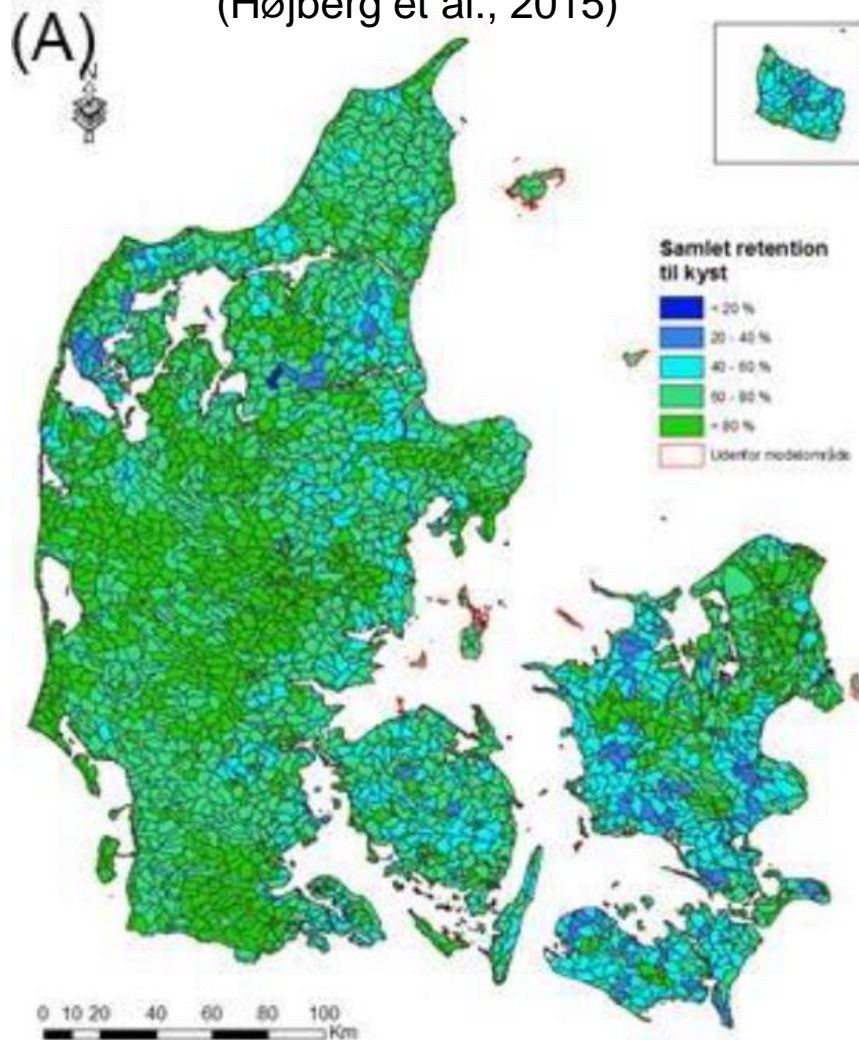 (Højberg et al., 2015)
(A)
N
Samlet retention
til kyst
< 20 %
20 - 40 %
40 - 60 %
60 - 80 %
> 80 %
Udenfor modelområde
0 10 20 40 60 80 100
Km